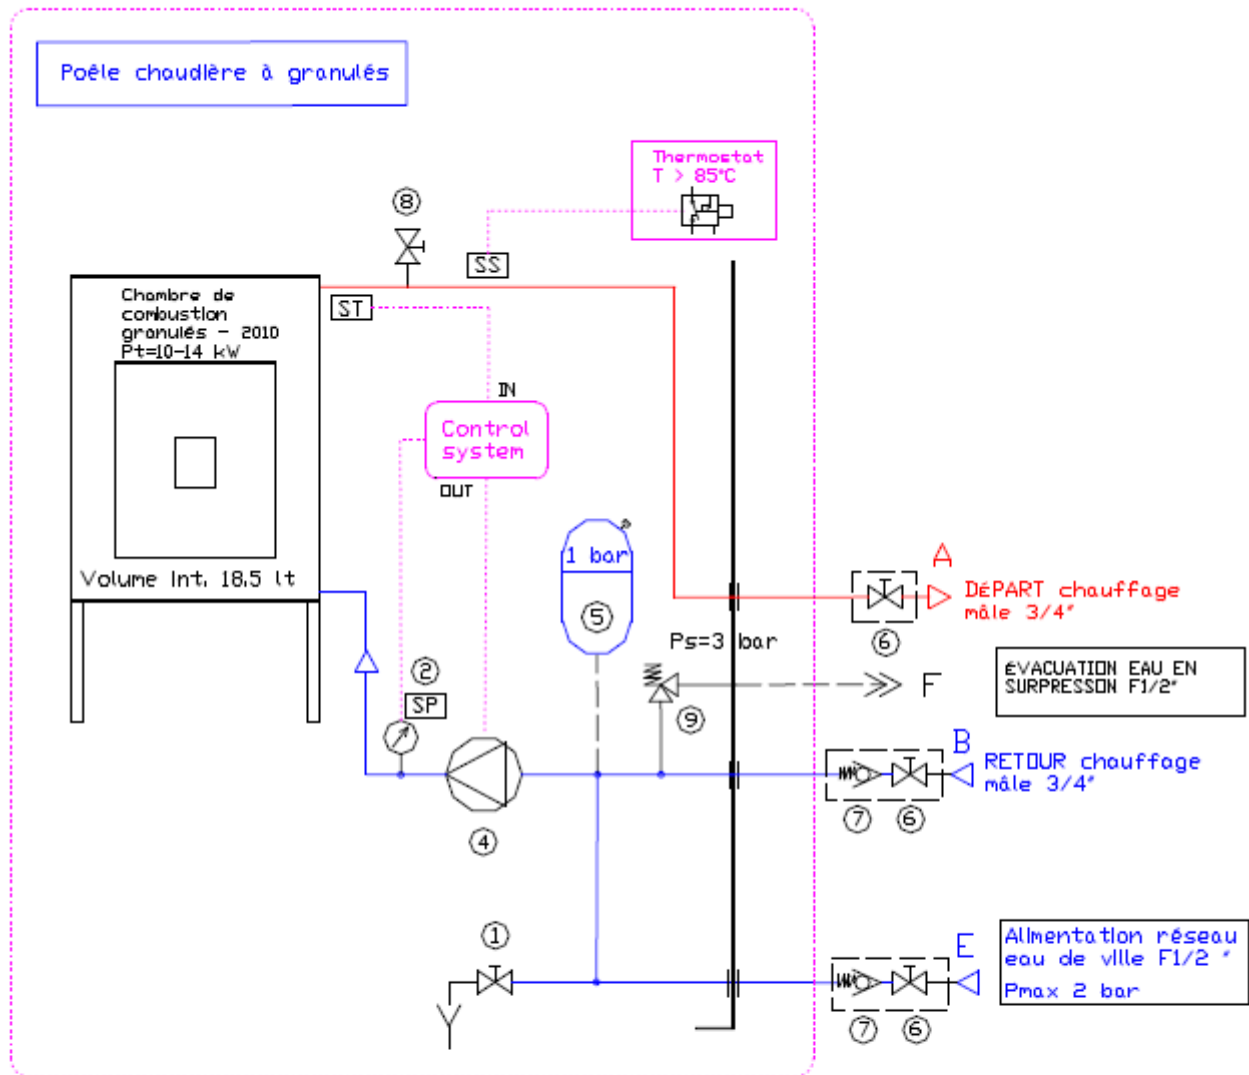 Poêle chaudière à granulés
Thermostat
T > 85°C
8
SS
Chambre de
combustion
granulés - 2010
Pt=10-14 kW
ST
IN
Control
system
OUT
Volume Int. 18.5 lt
1 bar
5
A
DÉPART chauffage
mâle 3/4"
6
Ps=3 bar
2
SP
9
F
ÉVACUATION EAU EN
SURPRESSON F1/2"
B
RETOUR chauffage
mâle 3/4"
4
7
6
1
E
Alimentation réseau
eau de ville F1/2 "
Pmax 2 bar
7
6